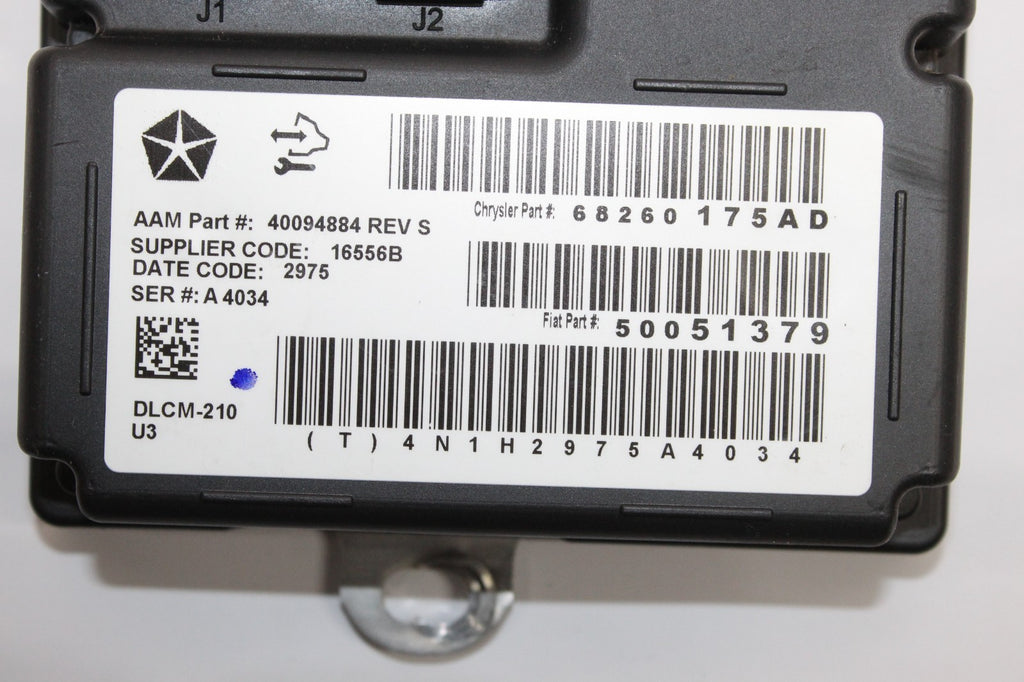 J1
J2
Chrysler Part #: 68260175AD
AAM Part #: 40094884 REV S
SUPPLIER CODE: 16556B
DATE CODE: 2975
SER #: A 4034
Fiat Part #: 50051379
DLCM-210
U3
(T)4N1H2975A4034